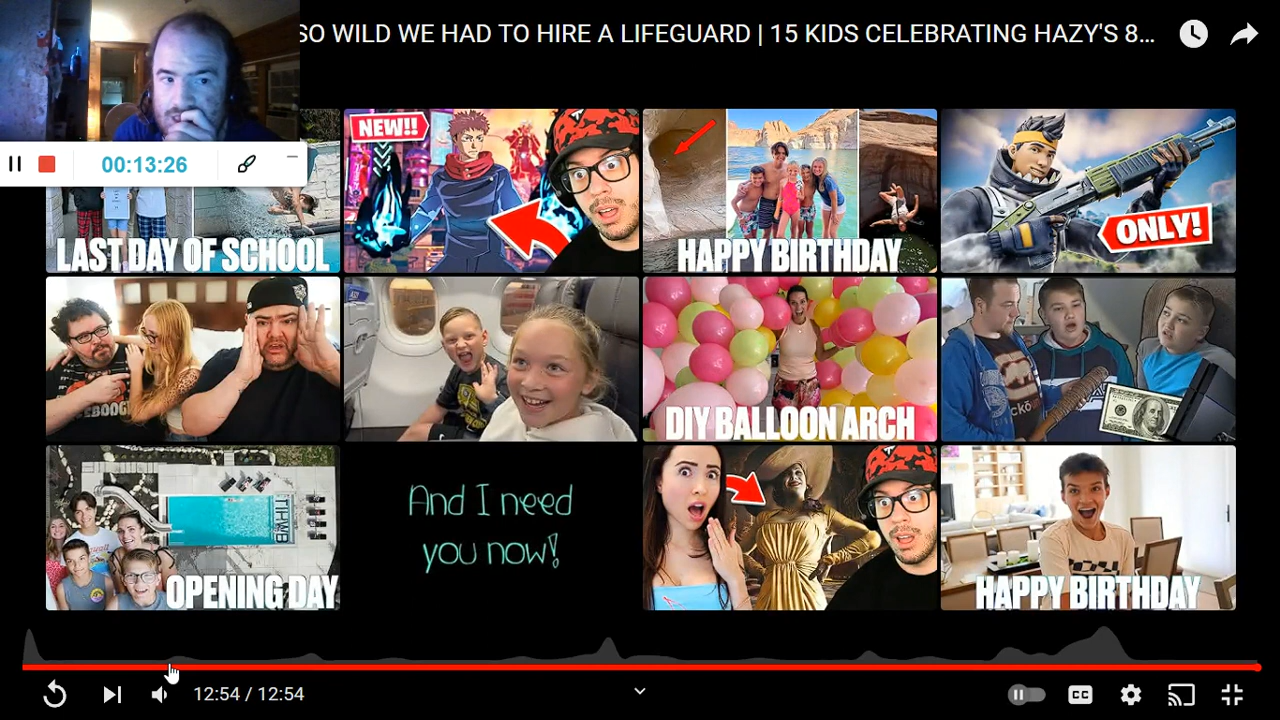 SO WILD WE HAD TO HIRE A LIFEGUARD | 15 KIDS CELEBRATING HAZY'S 8...
00:13:26
NEW!!
ONLY!
LAST DAY OF SCHOOL
HAPPY BIRTHDAY
DIY BALLOON ARCH
And I need
you now!
OPENING DAY
HAPPY BIRTHDAY
12:54 / 12:54
CC